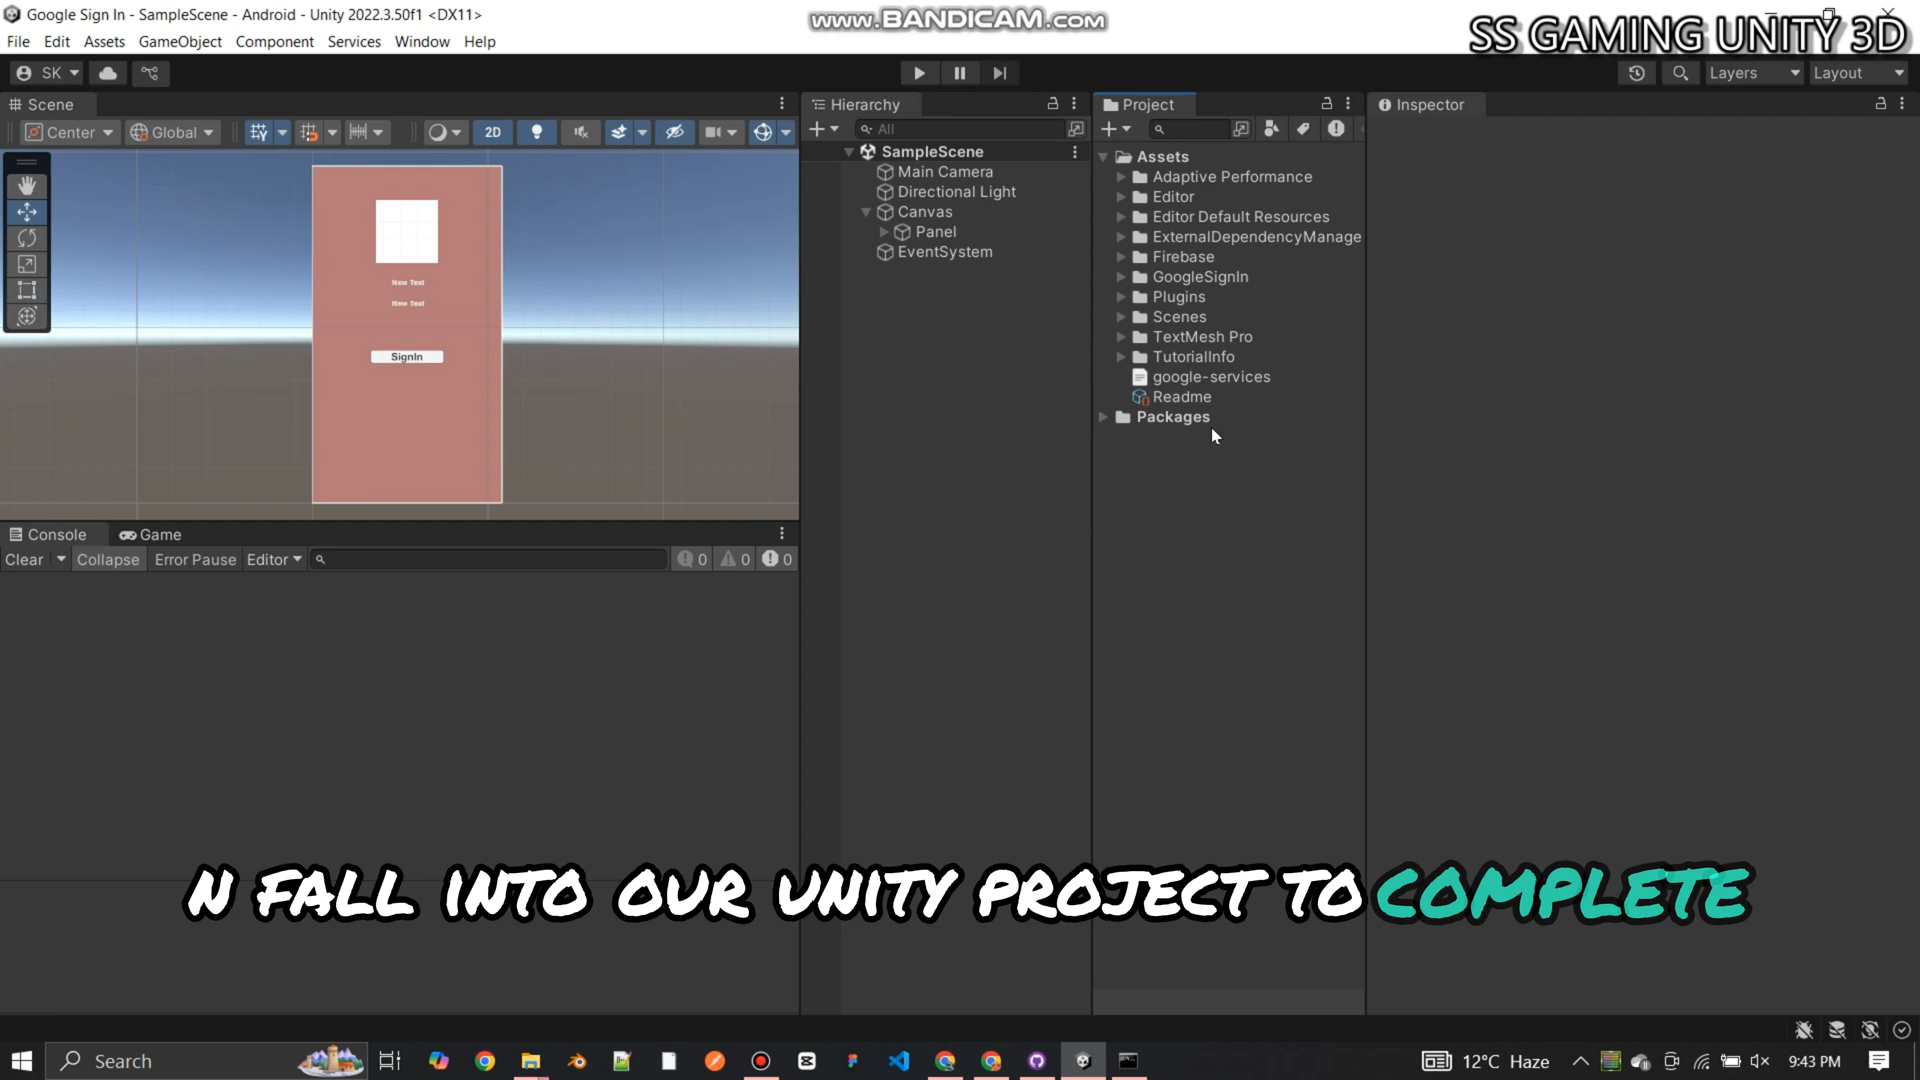 Google Sign In - SampleScene - Android - Unity 2022.3.50f1 <DX11>
www.BANDICAM.com
SS GAMING UNITY 3D
File Edit Assets GameObject Component Services Window Help
SK
Layers
Layout
Scene
Center
Global
2D
Console
Game
Clear
Collapse
Error Pause
Editor
0
0
0
New Text
New Text
SignIn
Hierarchy
All
SampleScene
Main Camera
Directional Light
Canvas
Panel
EventSystem
Project
Assets
Adaptive Performance
Editor
Editor Default Resources
ExternalDependencyManage
Firebase
GoogleSignIn
Plugins
Scenes
TextMesh Pro
TutorialInfo
google-services
Readme
Packages
Inspector
N FALL INTO OUR UNITY PROJECT TO COMPLETE
Search
12°C Haze
9:43 PM